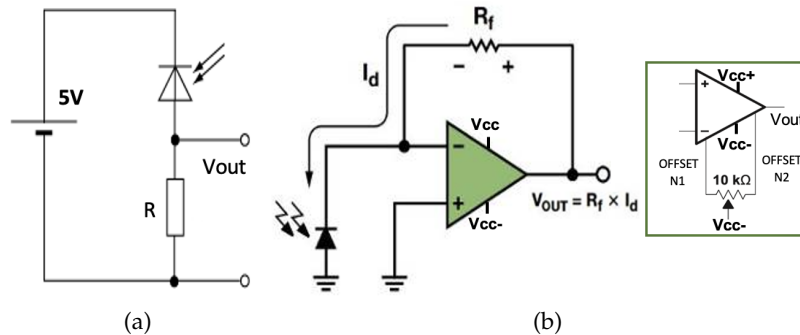 5V
Vout
R
(a)
Rf
− +
Id
Vcc
−
+
Vcc-
VOUT = Rf × Id
(b)
Vcc+
+
−
Vout
Vcc-
OFFSET
N1
10 kΩ
OFFSET
N2
Vcc-